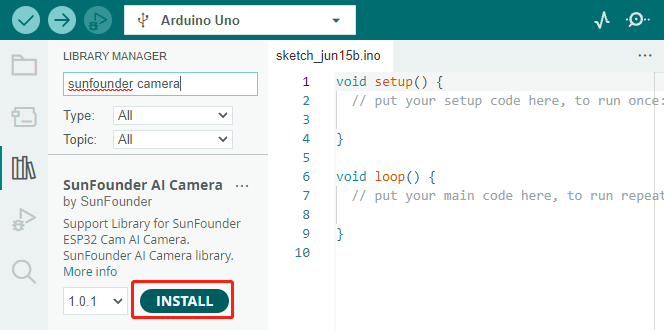 Arduino Uno
LIBRARY MANAGER
sunfounder camera
Type: All
Topic: All
SunFounder AI Camera ...
by SunFounder
Support Library for SunFounder
ESP32 Cam AI Camera.
SunFounder AI Camera library.
More info
1.0.1 INSTALL
sketch_jun15b.ino ...
1 void setup() {
2 // put your setup code here, to run once:
3
4 }
5
6 void loop() {
7 // put your main code here, to run repeat
8
9 }
10